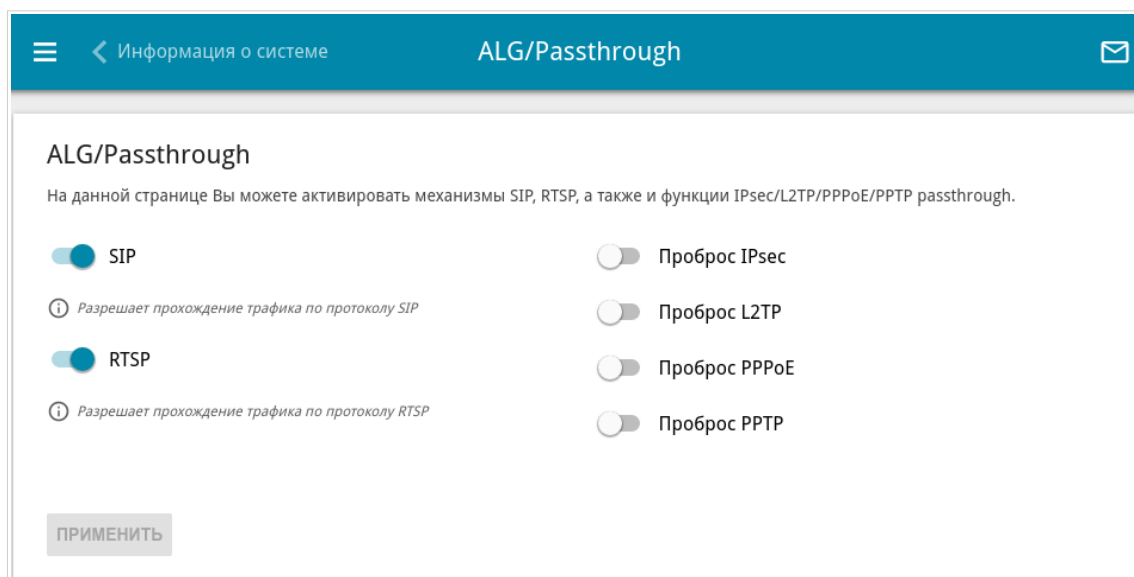 Информация о системе
ALG/Passthrough
ALG/Passthrough
На данной странице Вы можете активировать механизмы SIP, RTSP, а также и функции IPsec/L2TP/PPPoE/PPTP passthrough.
SIP
Разрешает прохождение трафика по протоколу SIP
RTSP
Разрешает прохождение трафика по протоколу RTSP
Проброс IPsec
Проброс L2TP
Проброс PPPoE
Проброс PPTP
ПРИМЕНИТЬ